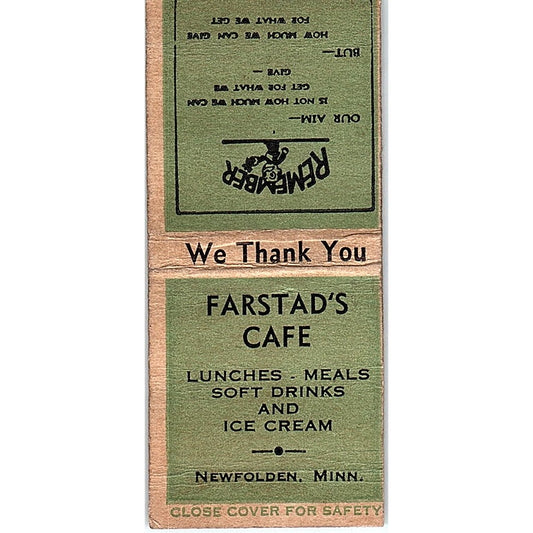 REMEMBER
OUR AIM—
IS NOT HOW MUCH WE CAN
GET FOR WHAT WE
GIVE —
BUT—
HOW MUCH WE CAN GIVE
FOR WHAT WE GET
We Thank You
FARSTAD'S
CAFE
LUNCHES - MEALS
SOFT DRINKS
AND
ICE CREAM
NEWFOLDEN, MINN.
CLOSE COVER FOR SAFETY